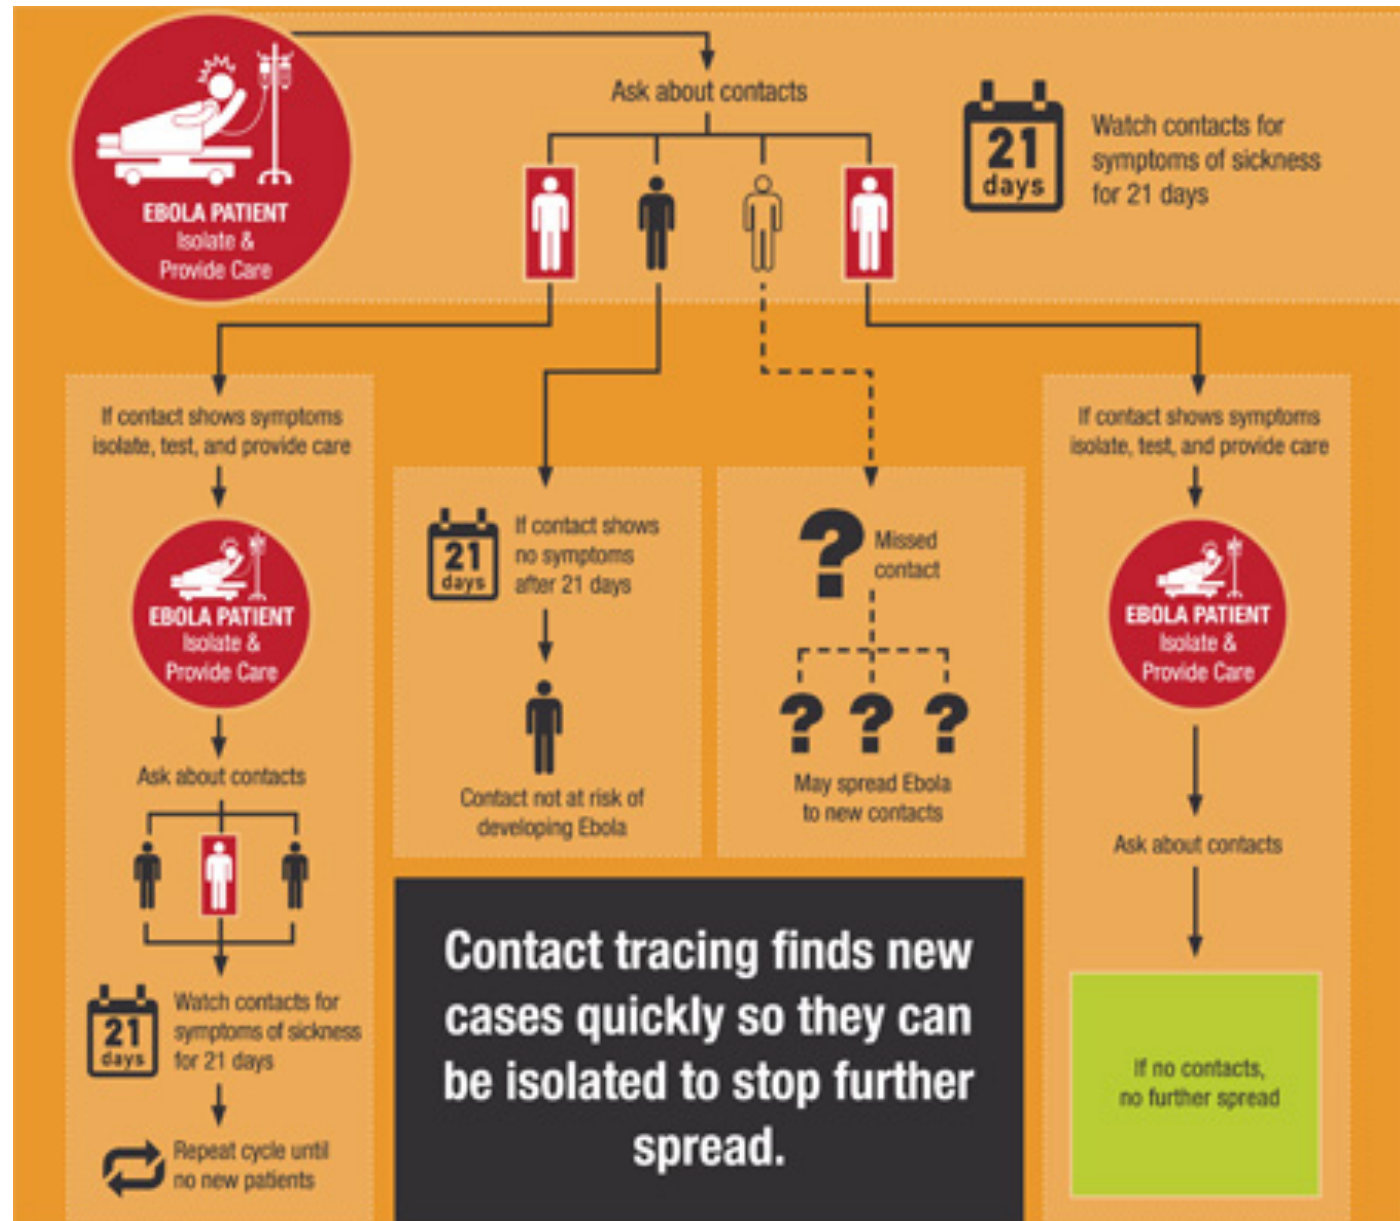 EBOLA PATIENT
Isolate &
Provide Care
Ask about contacts
21
days
Watch contacts for
symptoms of sickness
for 21 days
If contact shows symptoms
isolate, test, and provide care
EBOLA PATIENT
Isolate &
Provide Care
Ask about contacts
21
days
Watch contacts for
symptoms of sickness
for 21 days
Repeat cycle until
no new patients
21
days
If contact shows
no symptoms
after 21 days
Contact not at risk of
developing Ebola
?
Missed
contact
? ? ?
May spread Ebola
to new contacts
If contact shows symptoms
isolate, test, and provide care
EBOLA PATIENT
Isolate &
Provide Care
Ask about contacts
If no contacts,
no further spread
Contact tracing finds new
cases quickly so they can
be isolated to stop further
spread.